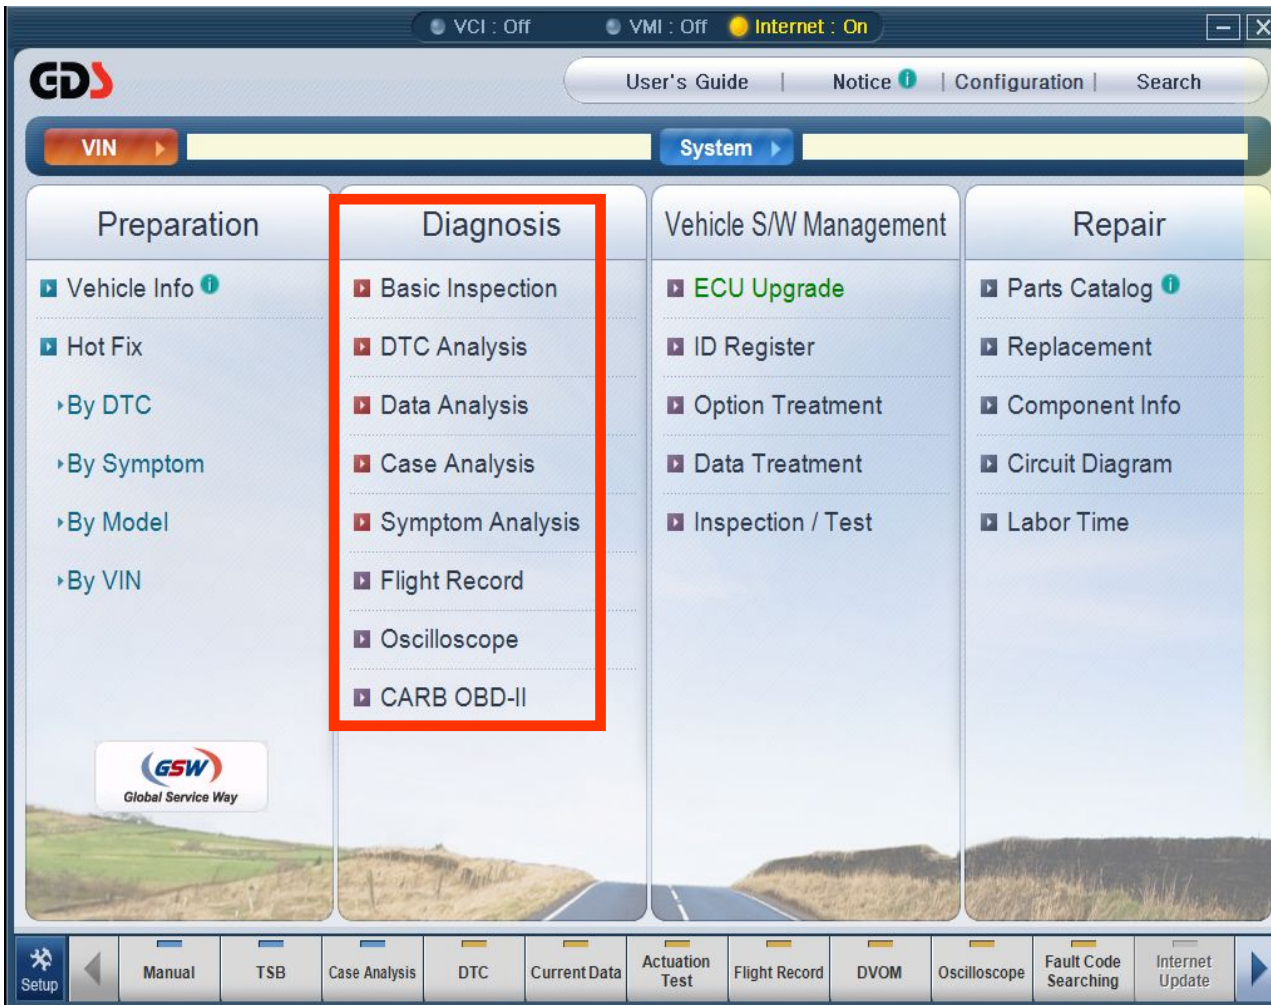 VCI : Off
VMI : Off
Internet : On
GDS
User's Guide | Notice i | Configuration | Search
VIN
System
Preparation
Vehicle Info i
Hot Fix
By DTC
By Symptom
By Model
By VIN
GSW
Global Service Way
Diagnosis
Basic Inspection
DTC Analysis
Data Analysis
Case Analysis
Symptom Analysis
Flight Record
Oscilloscope
CARB OBD-II
Vehicle S/W Management
ECU Upgrade
ID Register
Option Treatment
Data Treatment
Inspection / Test
Repair
Parts Catalog i
Replacement
Component Info
Circuit Diagram
Labor Time
Setup
Manual
TSB
Case Analysis
DTC
Current Data
Actuation
Test
Flight Record
DVOM
Oscilloscope
Fault Code
Searching
Internet
Update